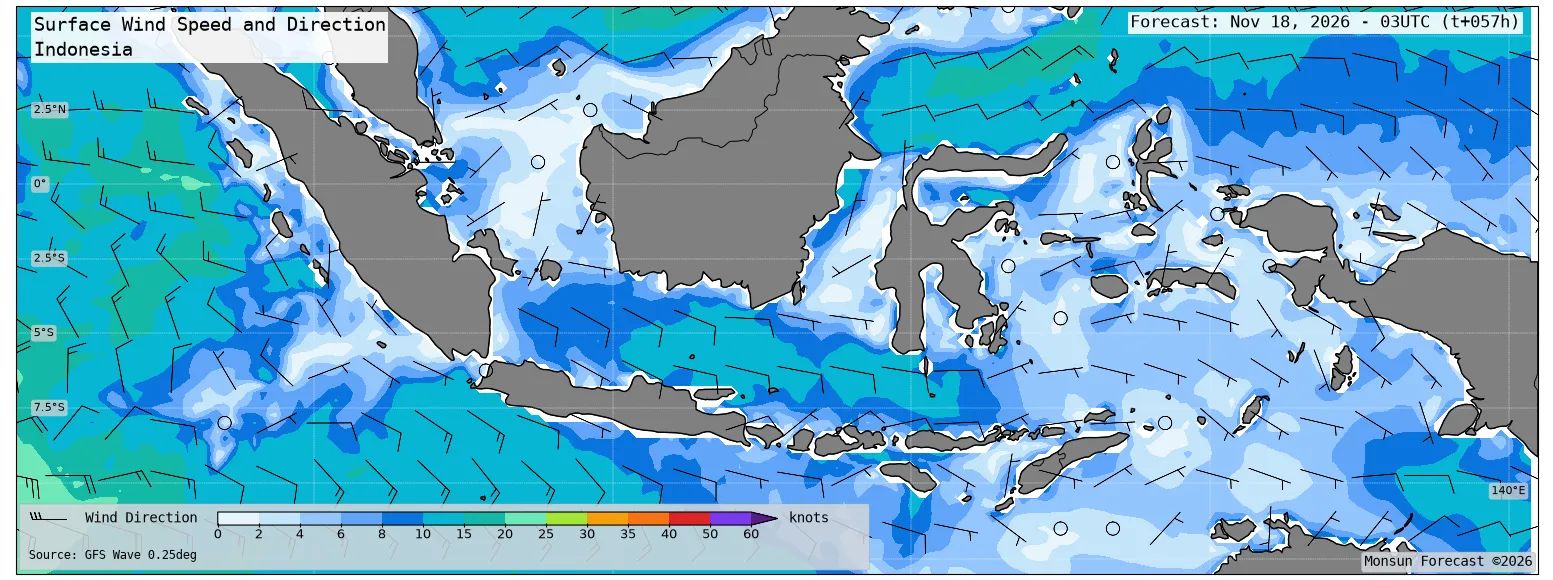 Surface Wind Speed and Direction
Indonesia
Forecast: Nov 18, 2026 - 03UTC (t+057h)
2.5°N
0°
2.5°S
5°S
7.5°S
140°E
Wind Direction
0 2 4 6 8 10 15 20 25 30 35 40 50 60
knots
Source: GFS Wave 0.25deg
Monsun Forecast ©2026